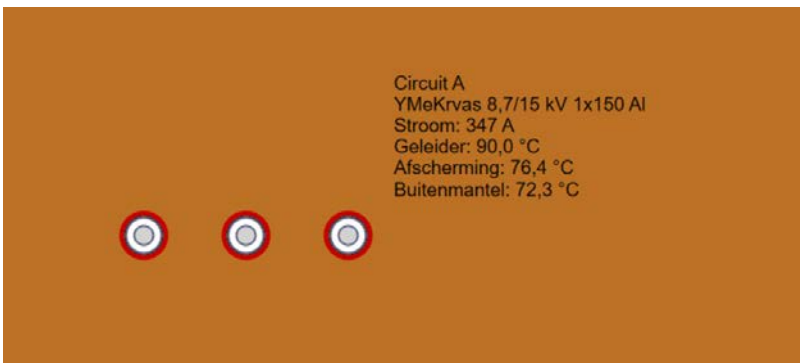 Circuit A
YMeKrvas 8,7/15 kV 1x150 Al
Stroom: 347 A
Geleider: 90,0 °C
Afscherming: 76,4 °C
Buitenmantel: 72,3 °C